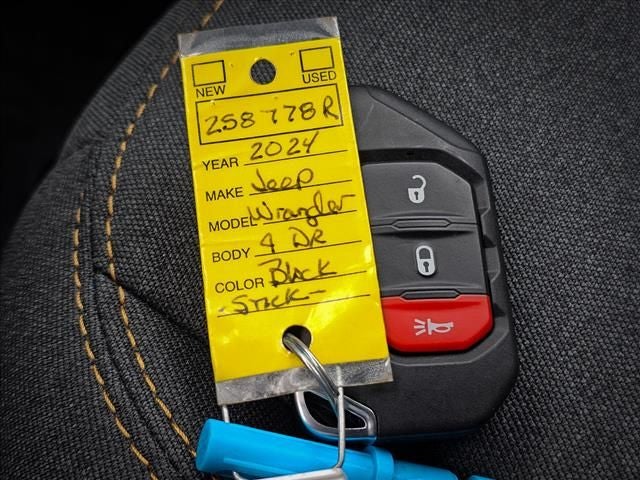 NEW USED
258778R
YEAR 2024
MAKE Jeep
MODEL Wrangler
BODY 4 DR
COLOR Black
-Stick-